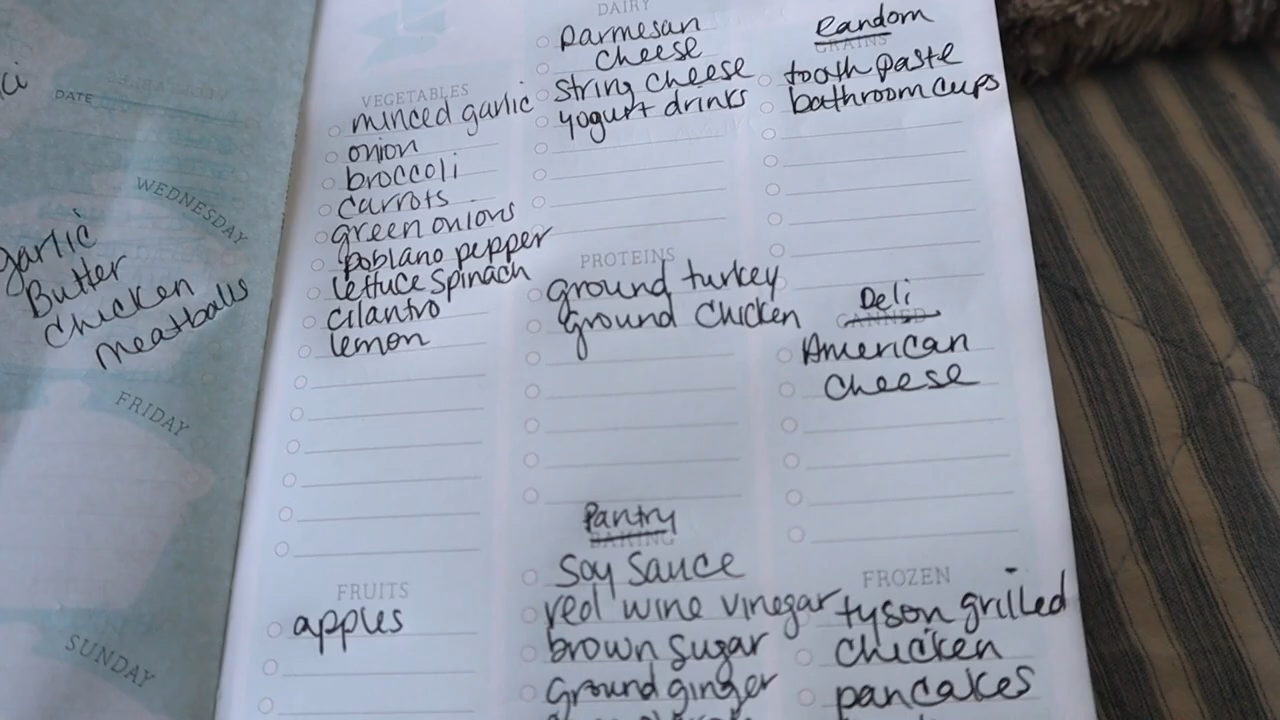 DATE
WEDNESDAY
garlic
Butter
Chicken
meatballs
FRIDAY
SUNDAY
VEGETABLES
minced garlic
onion
broccoli
carrots
green onions
poblano pepper
lettuce spinach
cilantro
lemon
FRUITS
apples
DAIRY
parmesan
cheese
string cheese
yogurt drinks
PROTEINS
ground turkey
ground chicken
Pantry
BAKING
soy sauce
red wine vinegar
brown sugar
ground ginger
Random
GRAINS
tooth paste
bathroom cups
Deli
CANNED
American
cheese
FROZEN
tyson grilled
chicken
pancakes